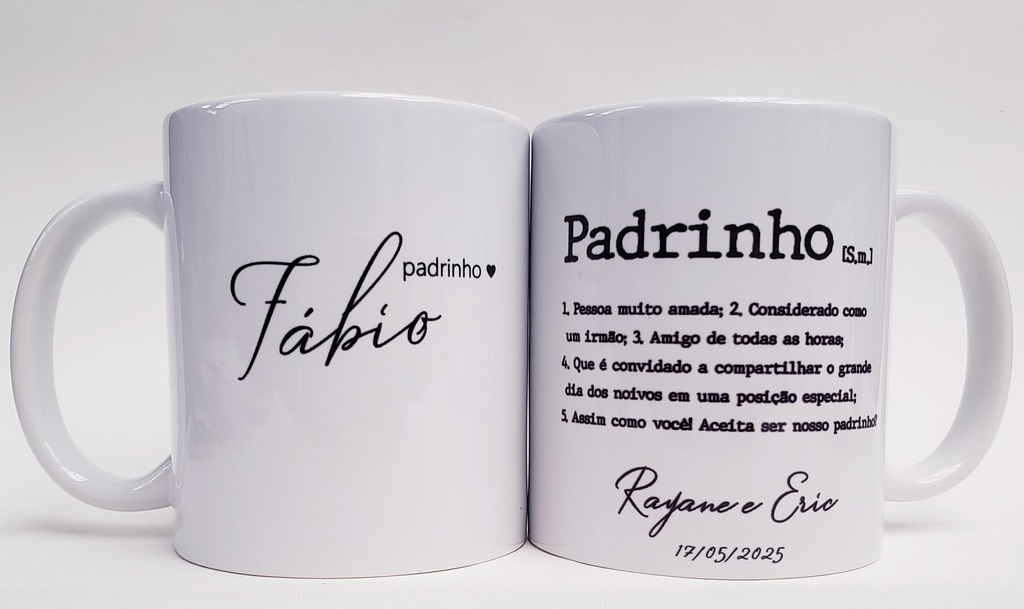 Fábio
padrinho ♥
Padrinho [S.m.]
1. Pessoa muito amada; 2. Considerado como
um irmão; 3. Amigo de todas as horas;
4. Que é convidado a compartilhar o grande
dia dos noivos em uma posição especial;
5. Assim como você! Aceita ser nosso padrinho?
Rayane e Eric
17/05/2025